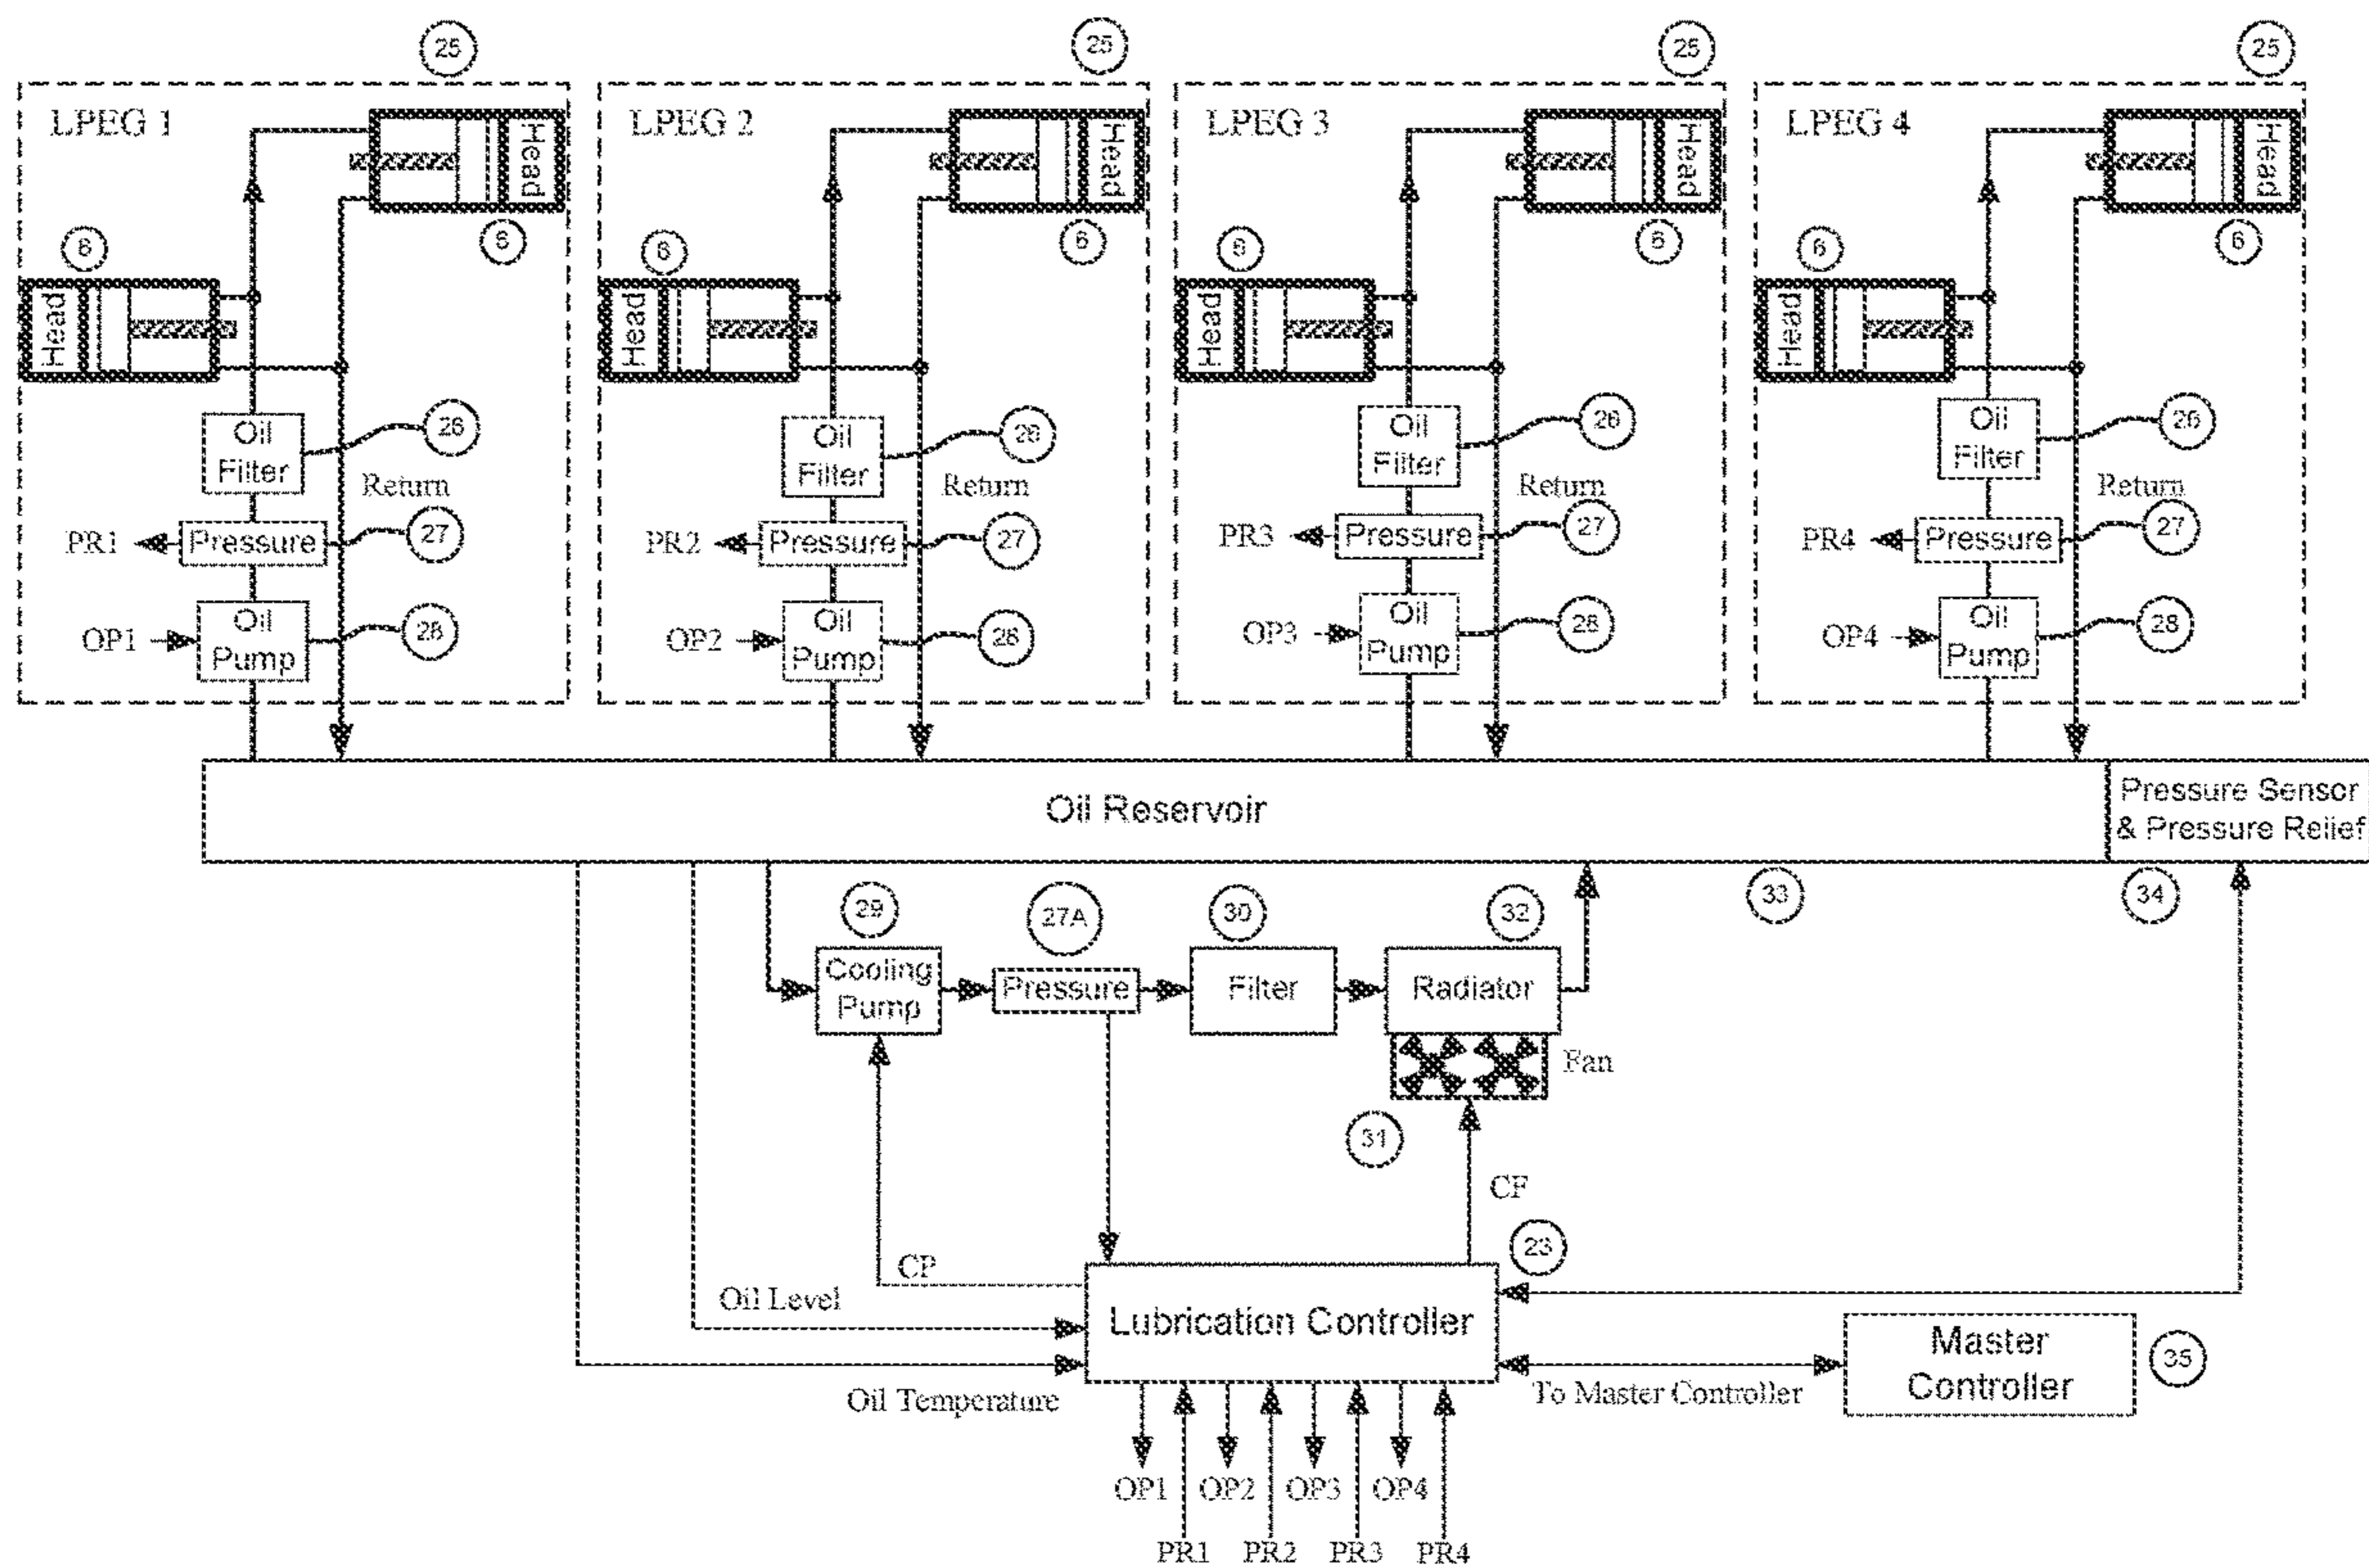 25
25
25
25
LPEG 1
LPEG 2
LPEG 3
LPEG 4
Head
Head
Head
Head
6
6
6
6
6
6
6
6
Head
Head
Head
Head
Oil
Filter
26
Oil
Filter
26
Oil
Filter
26
Oil
Filter
26
Return
Return
Return
Return
PR1
Pressure
27
PR2
Pressure
27
PR3
Pressure
27
PR4
Pressure
27
OP1
Oil
Pump
28
OP2
Oil
Pump
28
OP3
Oil
Pump
28
OP4
Oil
Pump
28
Oil Reservoir
Pressure Sensor
& Pressure Relief
29
27A
30
32
33
34
Cooling
Pump
Pressure
Filter
Radiator
Fan
31
CF
23
CP
Oil Level
Lubrication Controller
Master
Controller
35
Oil Temperature
To Master Controller
OP1
OP2
OP3
OP4
PR1
PR2
PR3
PR4